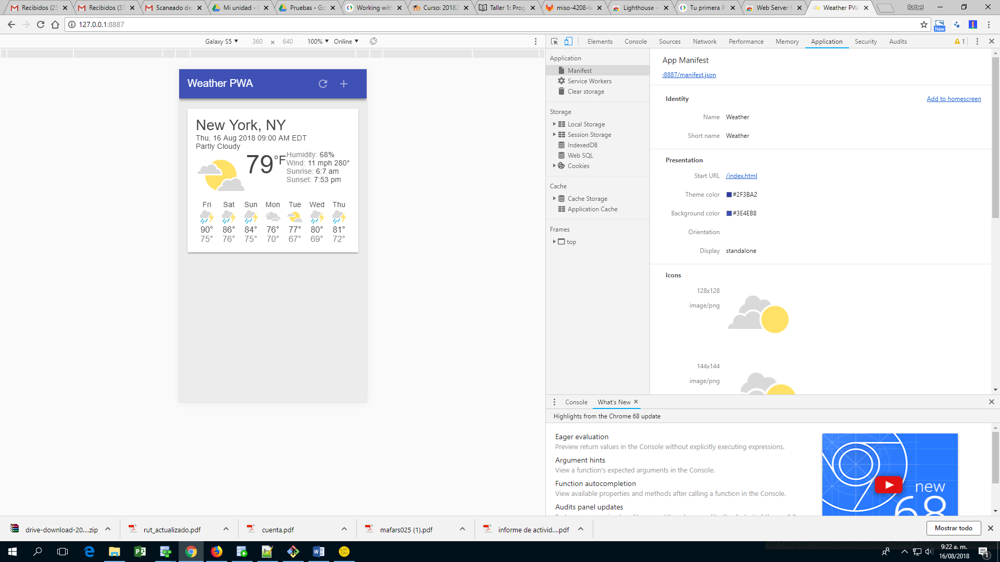 Recibidos (25
Recibidos (37
Scaneado de
Mi unidad -
Pruebas - Go
Working with
Curso: 20182
Taller 1: Prog
miso-4208-la
Lighthouse -
Tu primera P
Web Server f
Weather PW
Rafael
127.0.0.1:8887
New
Galaxy S5 ▼ 360 × 640 100% ▼ Online ▼
Elements Console Sources Network Performance Memory Application Security Audits 1
Weather PWA
New York, NY
Thu, 16 Aug 2018 09:00 AM EDT
Partly Cloudy
79°F
Humidity: 68%
Wind: 11 mph 280°
Sunrise: 6:7 am
Sunset: 7:53 pm
Fri Sat Sun Mon Tue Wed Thu
90° 86° 84° 76° 77° 80° 81°
75° 76° 75° 70° 67° 69° 72°
Application
Manifest
Service Workers
Clear storage
Storage
Local Storage
Session Storage
IndexedDB
Web SQL
Cookies
Cache
Cache Storage
Application Cache
Frames
top
App Manifest
:8887/manifest.json
Identity
Add to homescreen
Name Weather
Short name Weather
Presentation
Start URL /index.html
Theme color #2F3BA2
Background color #3E4EB8
Orientation
Display standalone
Icons
128x128
image/png
144x144
image/png
Console What's New
Highlights from the Chrome 68 update
Eager evaluation
Preview return values in the Console without explicitly executing expressions.
Argument hints
View a function's expected arguments in the Console.
Function autocompletion
View available properties and methods after calling a function in the Console.
Audits panel updates
new
68
drive-download-20....zip
rut_actualizado.pdf
cuenta.pdf
mafars025 (1).pdf
informe de activid....pdf
Mostrar todo
9:22 a. m.
16/08/2018
1